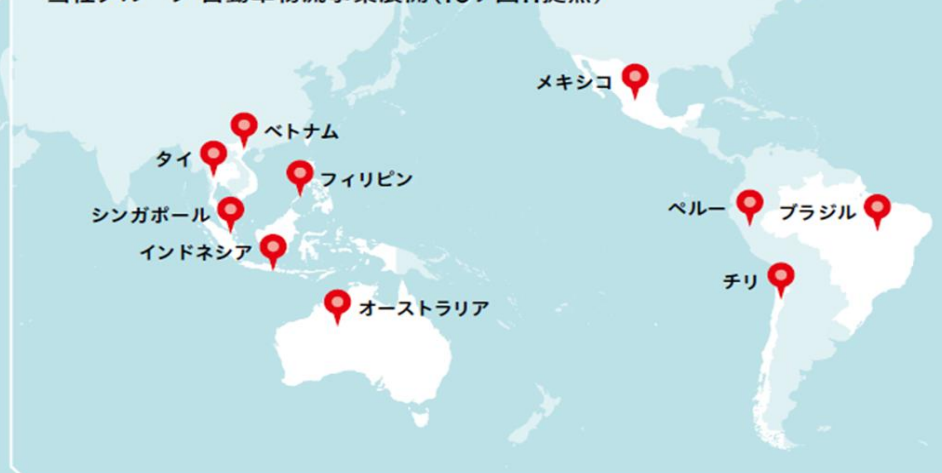 メキシコ
ベトナム
タイ
フィリピン
シンガポール
ペルー
ブラジル
インドネシア
チリ
オーストラリア